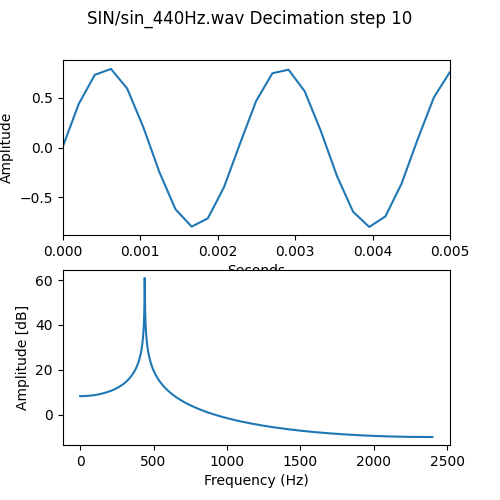 SIN/sin_440Hz.wav Decimation step 10
Amplitude
0.5
0.0
−0.5
0.000 0.001 0.002 0.003 0.004 0.005
Seconds
Amplitude [dB]
60
40
20
0
0 500 1000 1500 2000 2500
Frequency (Hz)